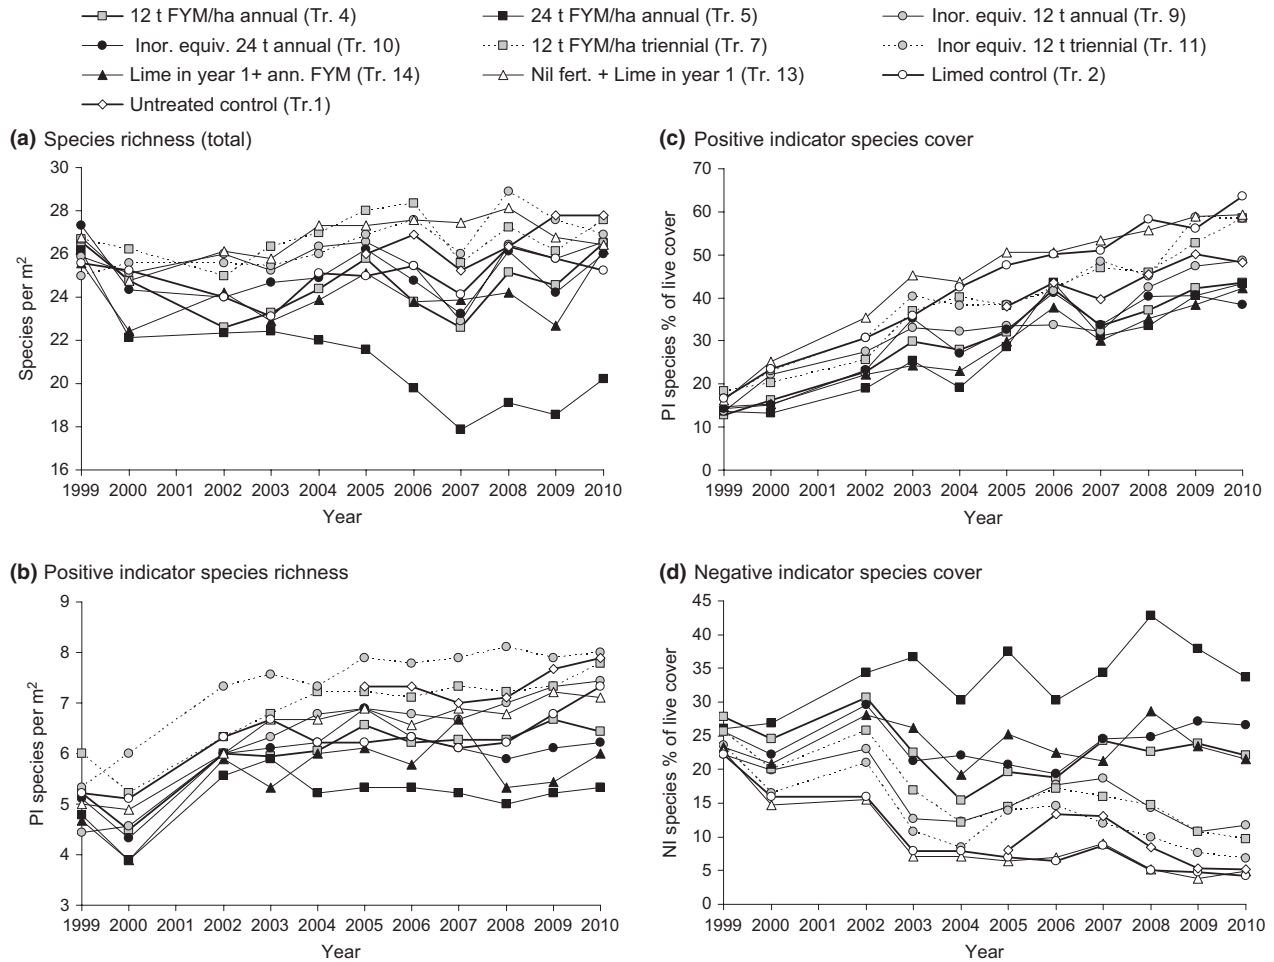 12 t FYM/ha annual (Tr. 4)
24 t FYM/ha annual (Tr. 5)
Inor. equiv. 12 t annual (Tr. 9)
Inor. equiv. 24 t annual (Tr. 10)
12 t FYM/ha triennial (Tr. 7)
Inor equiv. 12 t triennial (Tr. 11)
Lime in year 1+ ann. FYM (Tr. 14)
Nil fert. + Lime in year 1 (Tr. 13)
Limed control (Tr. 2)
Untreated control (Tr.1)
(a) Species richness (total)
30
28
26
24
22
20
18
16
Species per m²
1999 2000 2001 2002 2003 2004 2005 2006 2007 2008 2009 2010
Year
(c) Positive indicator species cover
70
60
50
40
30
20
10
0
PI species % of live cover
1999 2000 2001 2002 2003 2004 2005 2006 2007 2008 2009 2010
Year
(b) Positive indicator species richness
9
8
7
6
5
4
3
PI species per m²
1999 2000 2001 2002 2003 2004 2005 2006 2007 2008 2009 2010
Year
(d) Negative indicator species cover
45
40
35
30
25
20
15
10
5
0
NI species % of live cover
1999 2000 2001 2002 2003 2004 2005 2006 2007 2008 2009 2010
Year